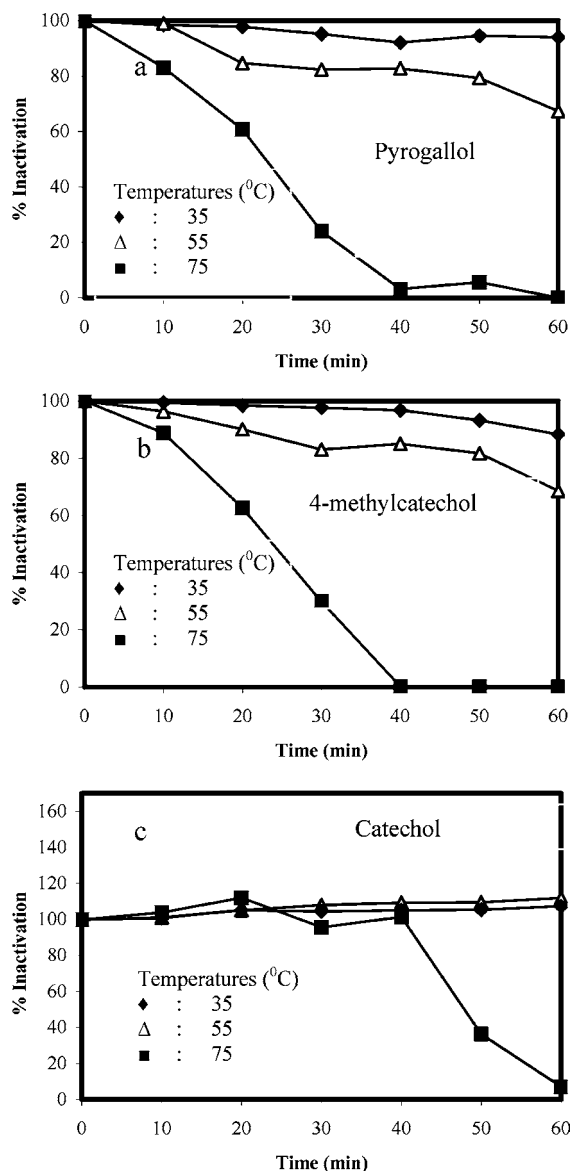 100
80
60
40
20
0
% Inactivation
a
Pyrogallol
Temperatures (⁰C)
: 35
: 55
: 75
0 10 20 30 40 50 60
Time (min)
100
80
60
40
20
0
% Inactivation
b
4-methylcatechol
Temperatures (⁰C)
: 35
: 55
: 75
0 10 20 30 40 50 60
Time (min)
160
140
120
100
80
60
40
20
0
% Inactivation
c
Catechol
Temperatures (⁰C)
: 35
: 55
: 75
0 10 20 30 40 50 60
Time (min)